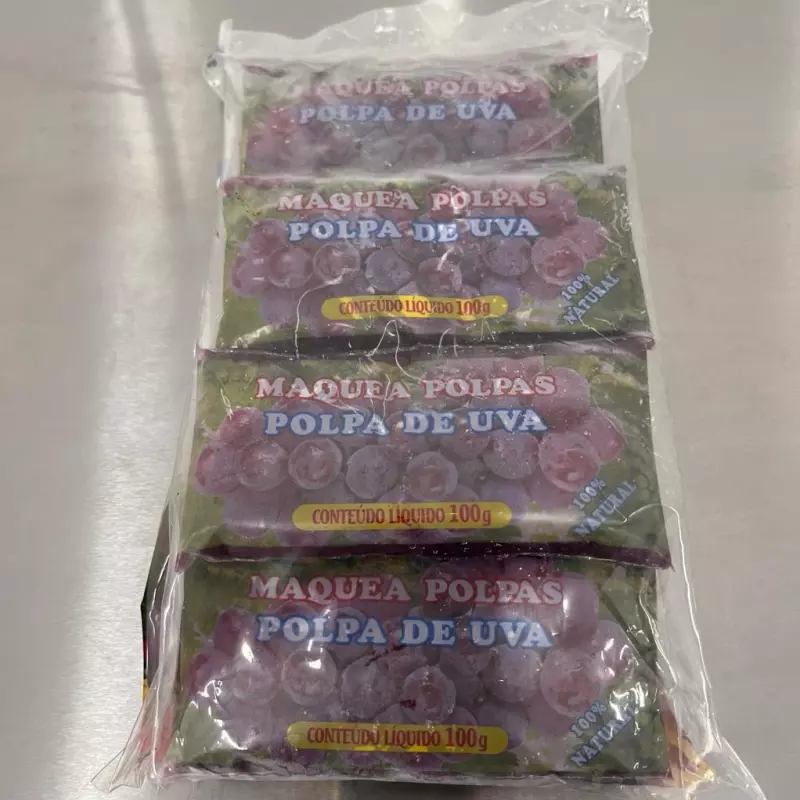 MAQUEA POLPAS
POLPA DE UVA
MAQUEA POLPAS
POLPA DE UVA
100%
NATURAL
CONTEÚDO LÍQUIDO 100g
MAQUEA POLPAS
POLPA DE UVA
100%
NATURAL
CONTEÚDO LÍQUIDO 100g
MAQUEA POLPAS
POLPA DE UVA
100%
NATURAL
CONTEÚDO LÍQUIDO 100g